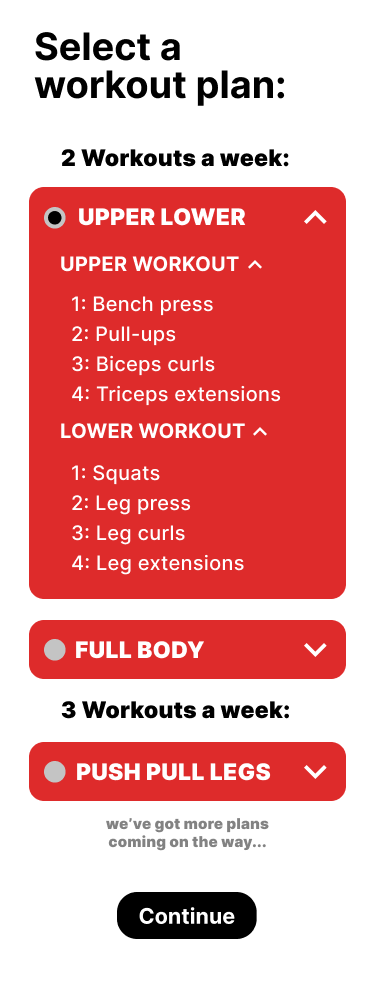 Select a
workout plan:
2 Workouts a week:
UPPER LOWER
UPPER WORKOUT
1: Bench press
2: Pull-ups
3: Biceps curls
4: Triceps extensions
LOWER WORKOUT
1: Squats
2: Leg press
3: Leg curls
4: Leg extensions
FULL BODY
3 Workouts a week:
PUSH PULL LEGS
we’ve got more plans
coming on the way...
Continue